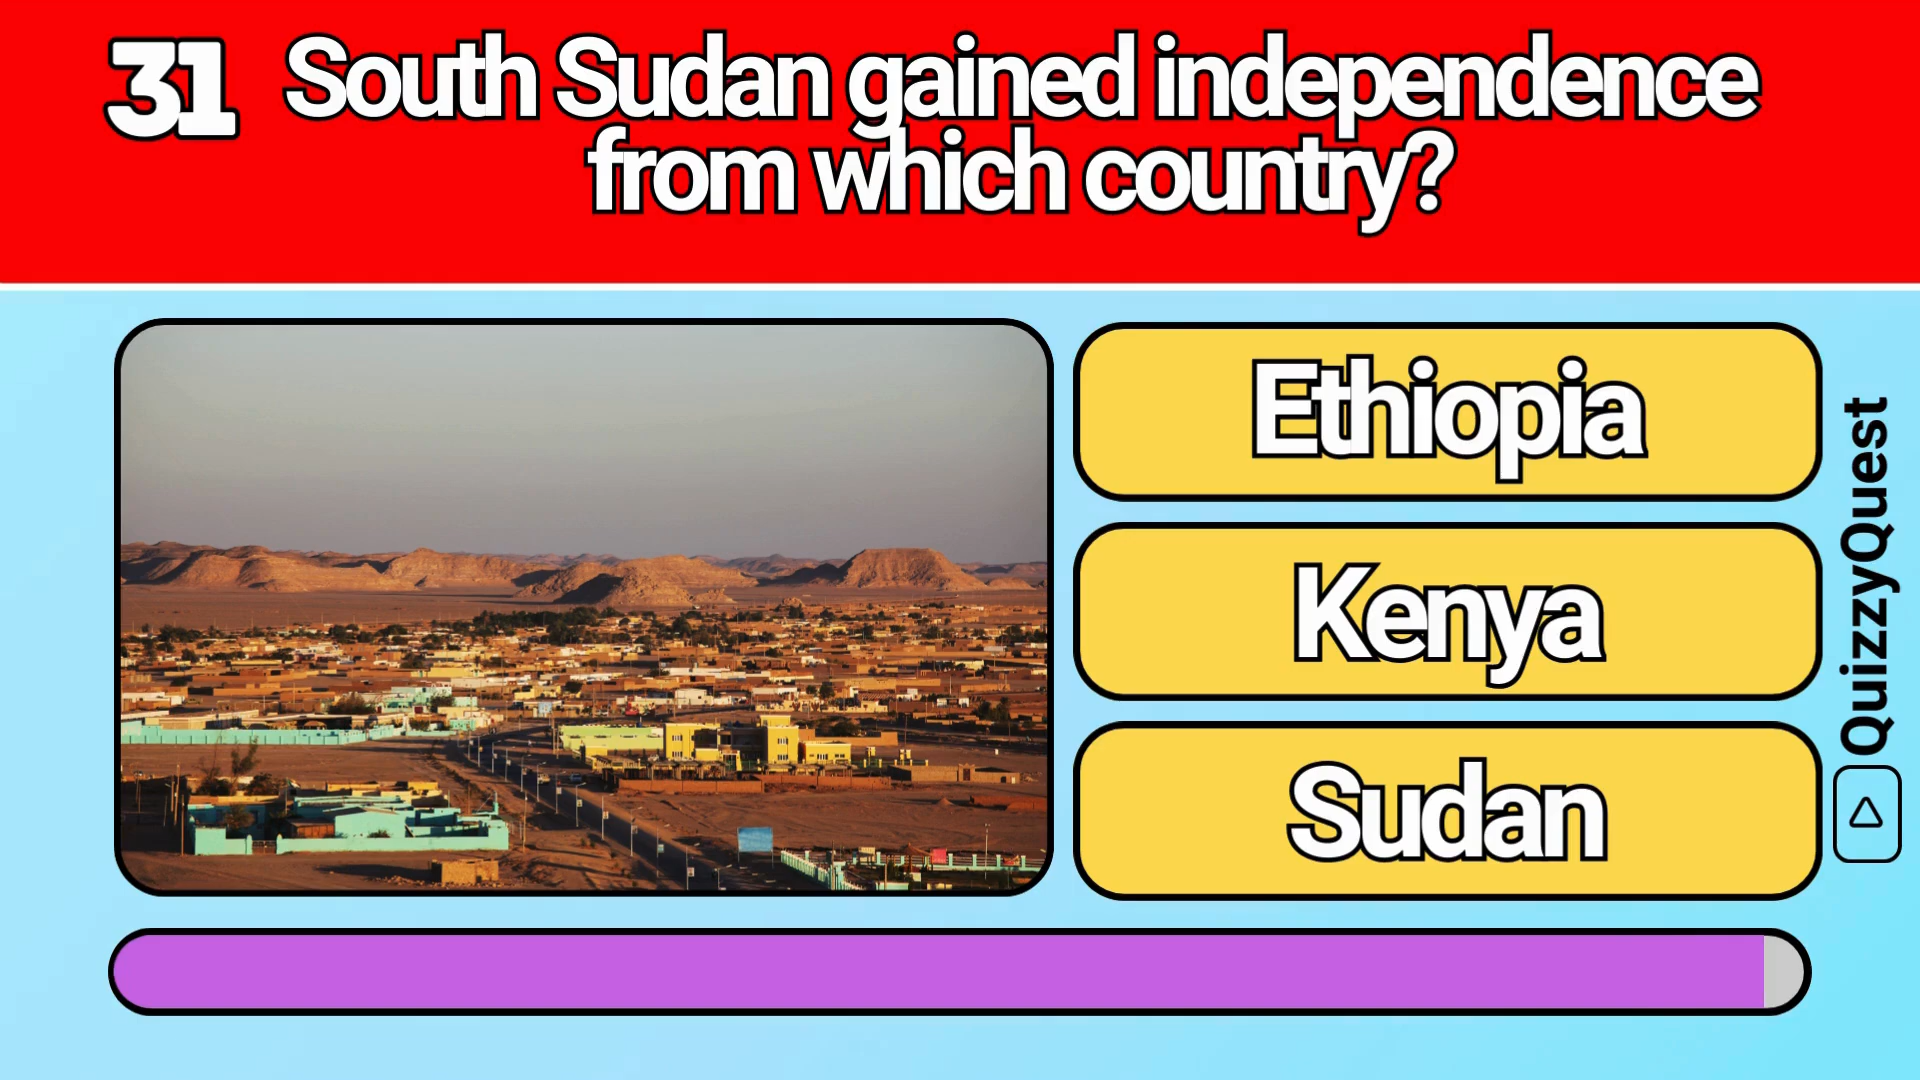 31
South Sudan gained independence
from which country?
Ethiopia
Kenya
Sudan
QuizzyQuest